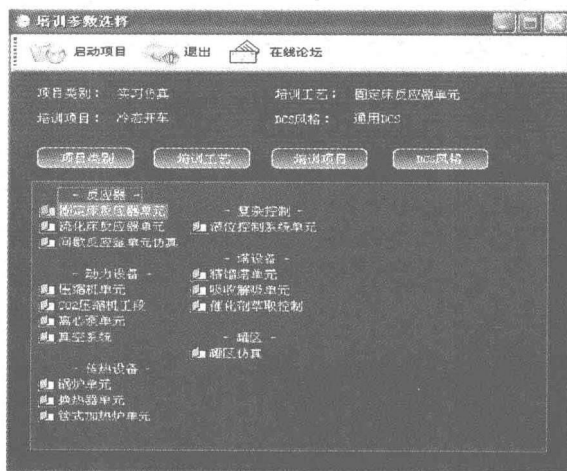 培训参数选择
启动项目 退出 在线论坛
项目类别： 实习仿真 培训工艺： 固定床反应器单元
培训项目： 冷态开车 DCS风格： 通用DCS
项目类别 培训工艺 培训项目 DCS风格
- 反应器 -
固定床反应器单元
流化床反应器单元
间歇反应釜单元仿真
- 动力设备 -
压缩机单元
CO2压缩机工段
离心泵单元
真空系统
- 传热设备 -
锅炉单元
换热器单元
管式加热炉单元
- 复杂控制 -
液位控制系统单元
- 塔设备 -
精馏塔单元
吸收解吸单元
催化剂萃取控制
- 罐区 -
罐区仿真